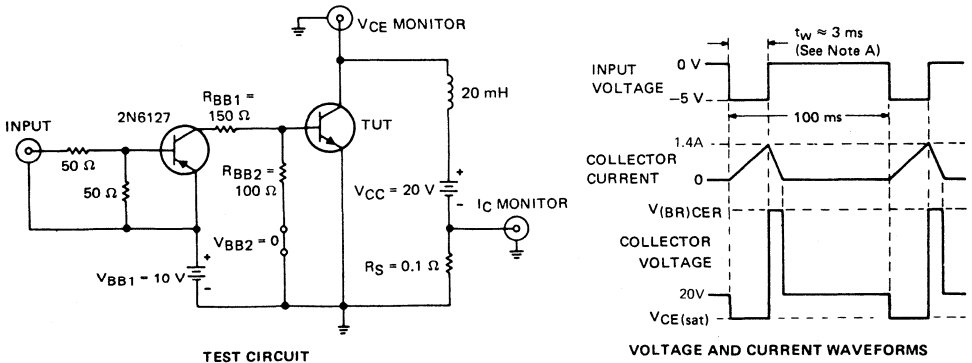 VCE MONITOR
INPUT
50 Ω
50 Ω
2N6127
RBB1 =
150 Ω
TUT
20 mH
RBB2 =
100 Ω
VCC = 20 V
+
-
IC MONITOR
VBB2 = 0
VBB1 = 10 V
+
-
RS = 0.1 Ω
TEST CIRCUIT
tw ≈ 3 ms
(See Note A)
INPUT
VOLTAGE
0 V
-5 V
100 ms
1.4A
COLLECTOR
CURRENT
0
V(BR)CER
COLLECTOR
VOLTAGE
20V
VCE(sat)
VOLTAGE AND CURRENT WAVEFORMS